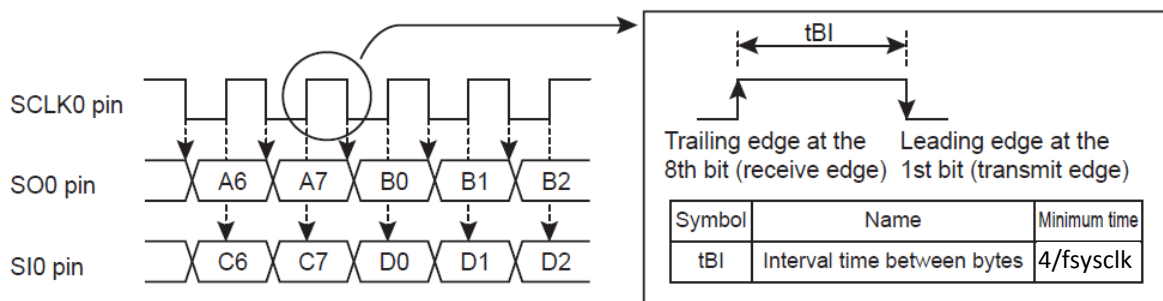 tBI
SCLK0 pin
Trailing edge at the
8th bit (receive edge)
Leading edge at the
1st bit (transmit edge)
SO0 pin
A6 A7 B0 B1 B2
SI0 pin
C6 C7 D0 D1 D2
Symbol Name Minimum time
tBI Interval time between bytes 4/fsysclk